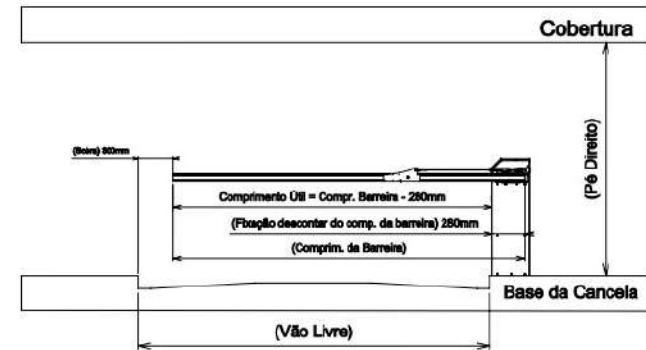 Cobertura
(Pé Direito)
(Sobra) 300mm
Comprimento Útil = Compr. Barreira - 280mm
(Fixação descontar do comp. da barreira) 280mm
(Comprim. da Barreira)
Base da Cancela
(Vão Livre)